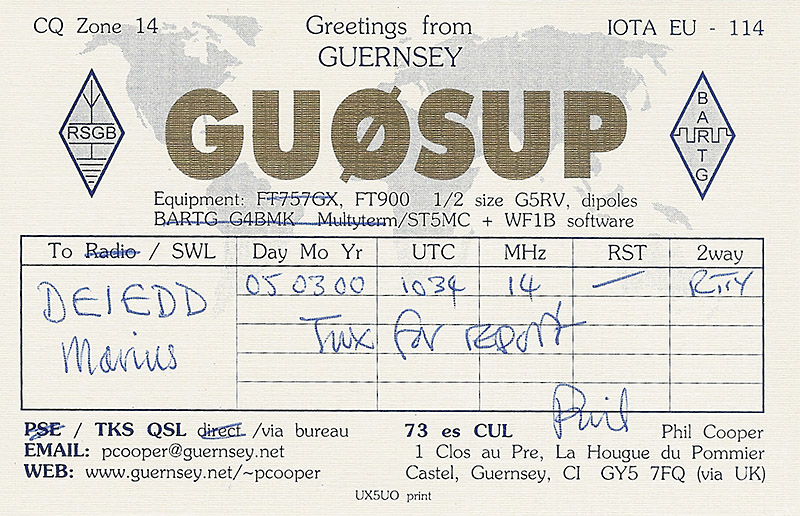 CQ Zone 14
Greetings from
GUERNSEY
IOTA EU - 114
RSGB
GUØSUP
BARTG
Equipment: FT757GX, FT900 1/2 size G5RV, dipoles
BARTG G4BMK Multyterm/ST5MC + WF1B software
To Radio / SWL Day Mo Yr UTC MHz RST 2way
DE1EDD 05 03 00 1034 14 — RTTY
Marius Tnx for report
Phil
PSE / TKS QSL direct /via bureau 73 es CUL Phil Cooper
EMAIL: pcooper@guernsey.net 1 Clos au Pre, La Hougue du Pommier
WEB: www.guernsey.net/~pcooper Castel, Guernsey, CI GY5 7FQ (via UK)
UX5UO print